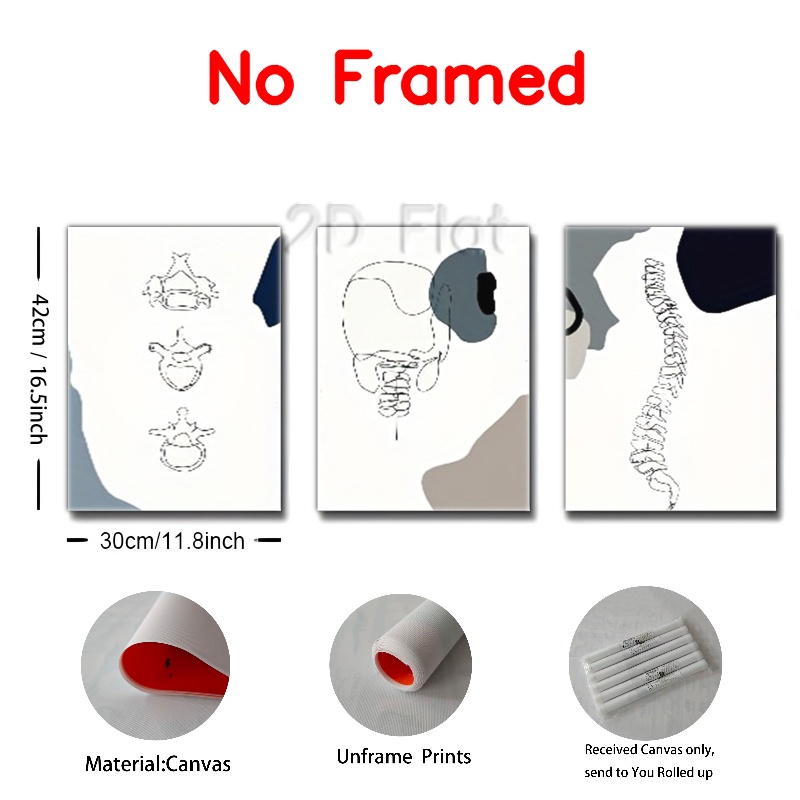 No Framed
2D Flat
42cm / 16.5inch
30cm/11.8inch
Material:Canvas
Unframe Prints
Received Canvas only,
send to You Rolled up